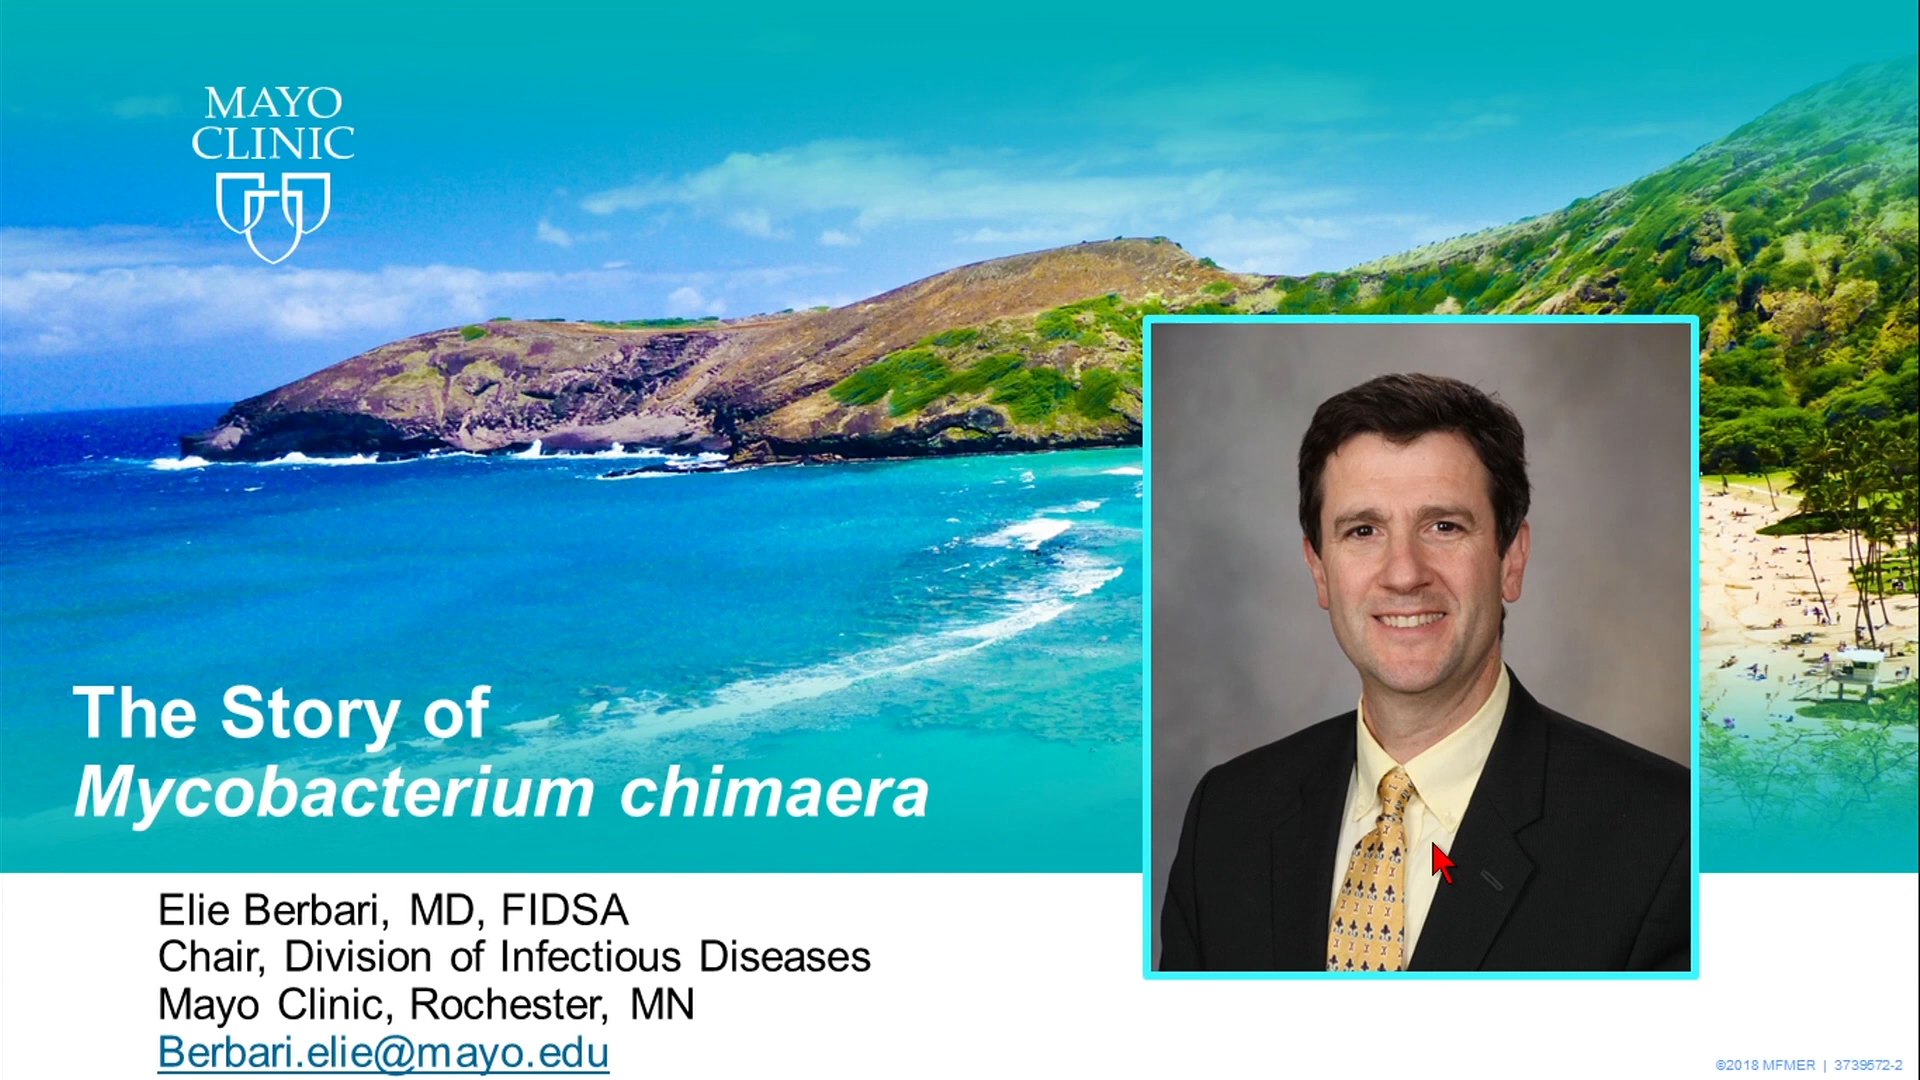 MAYO
CLINIC
The Story of
Mycobacterium chimaera
Elie Berbari, MD, FIDSA
Chair, Division of Infectious Diseases
Mayo Clinic, Rochester, MN
Berbari.elie@mayo.edu
©2018 MFMER | 3739572-2